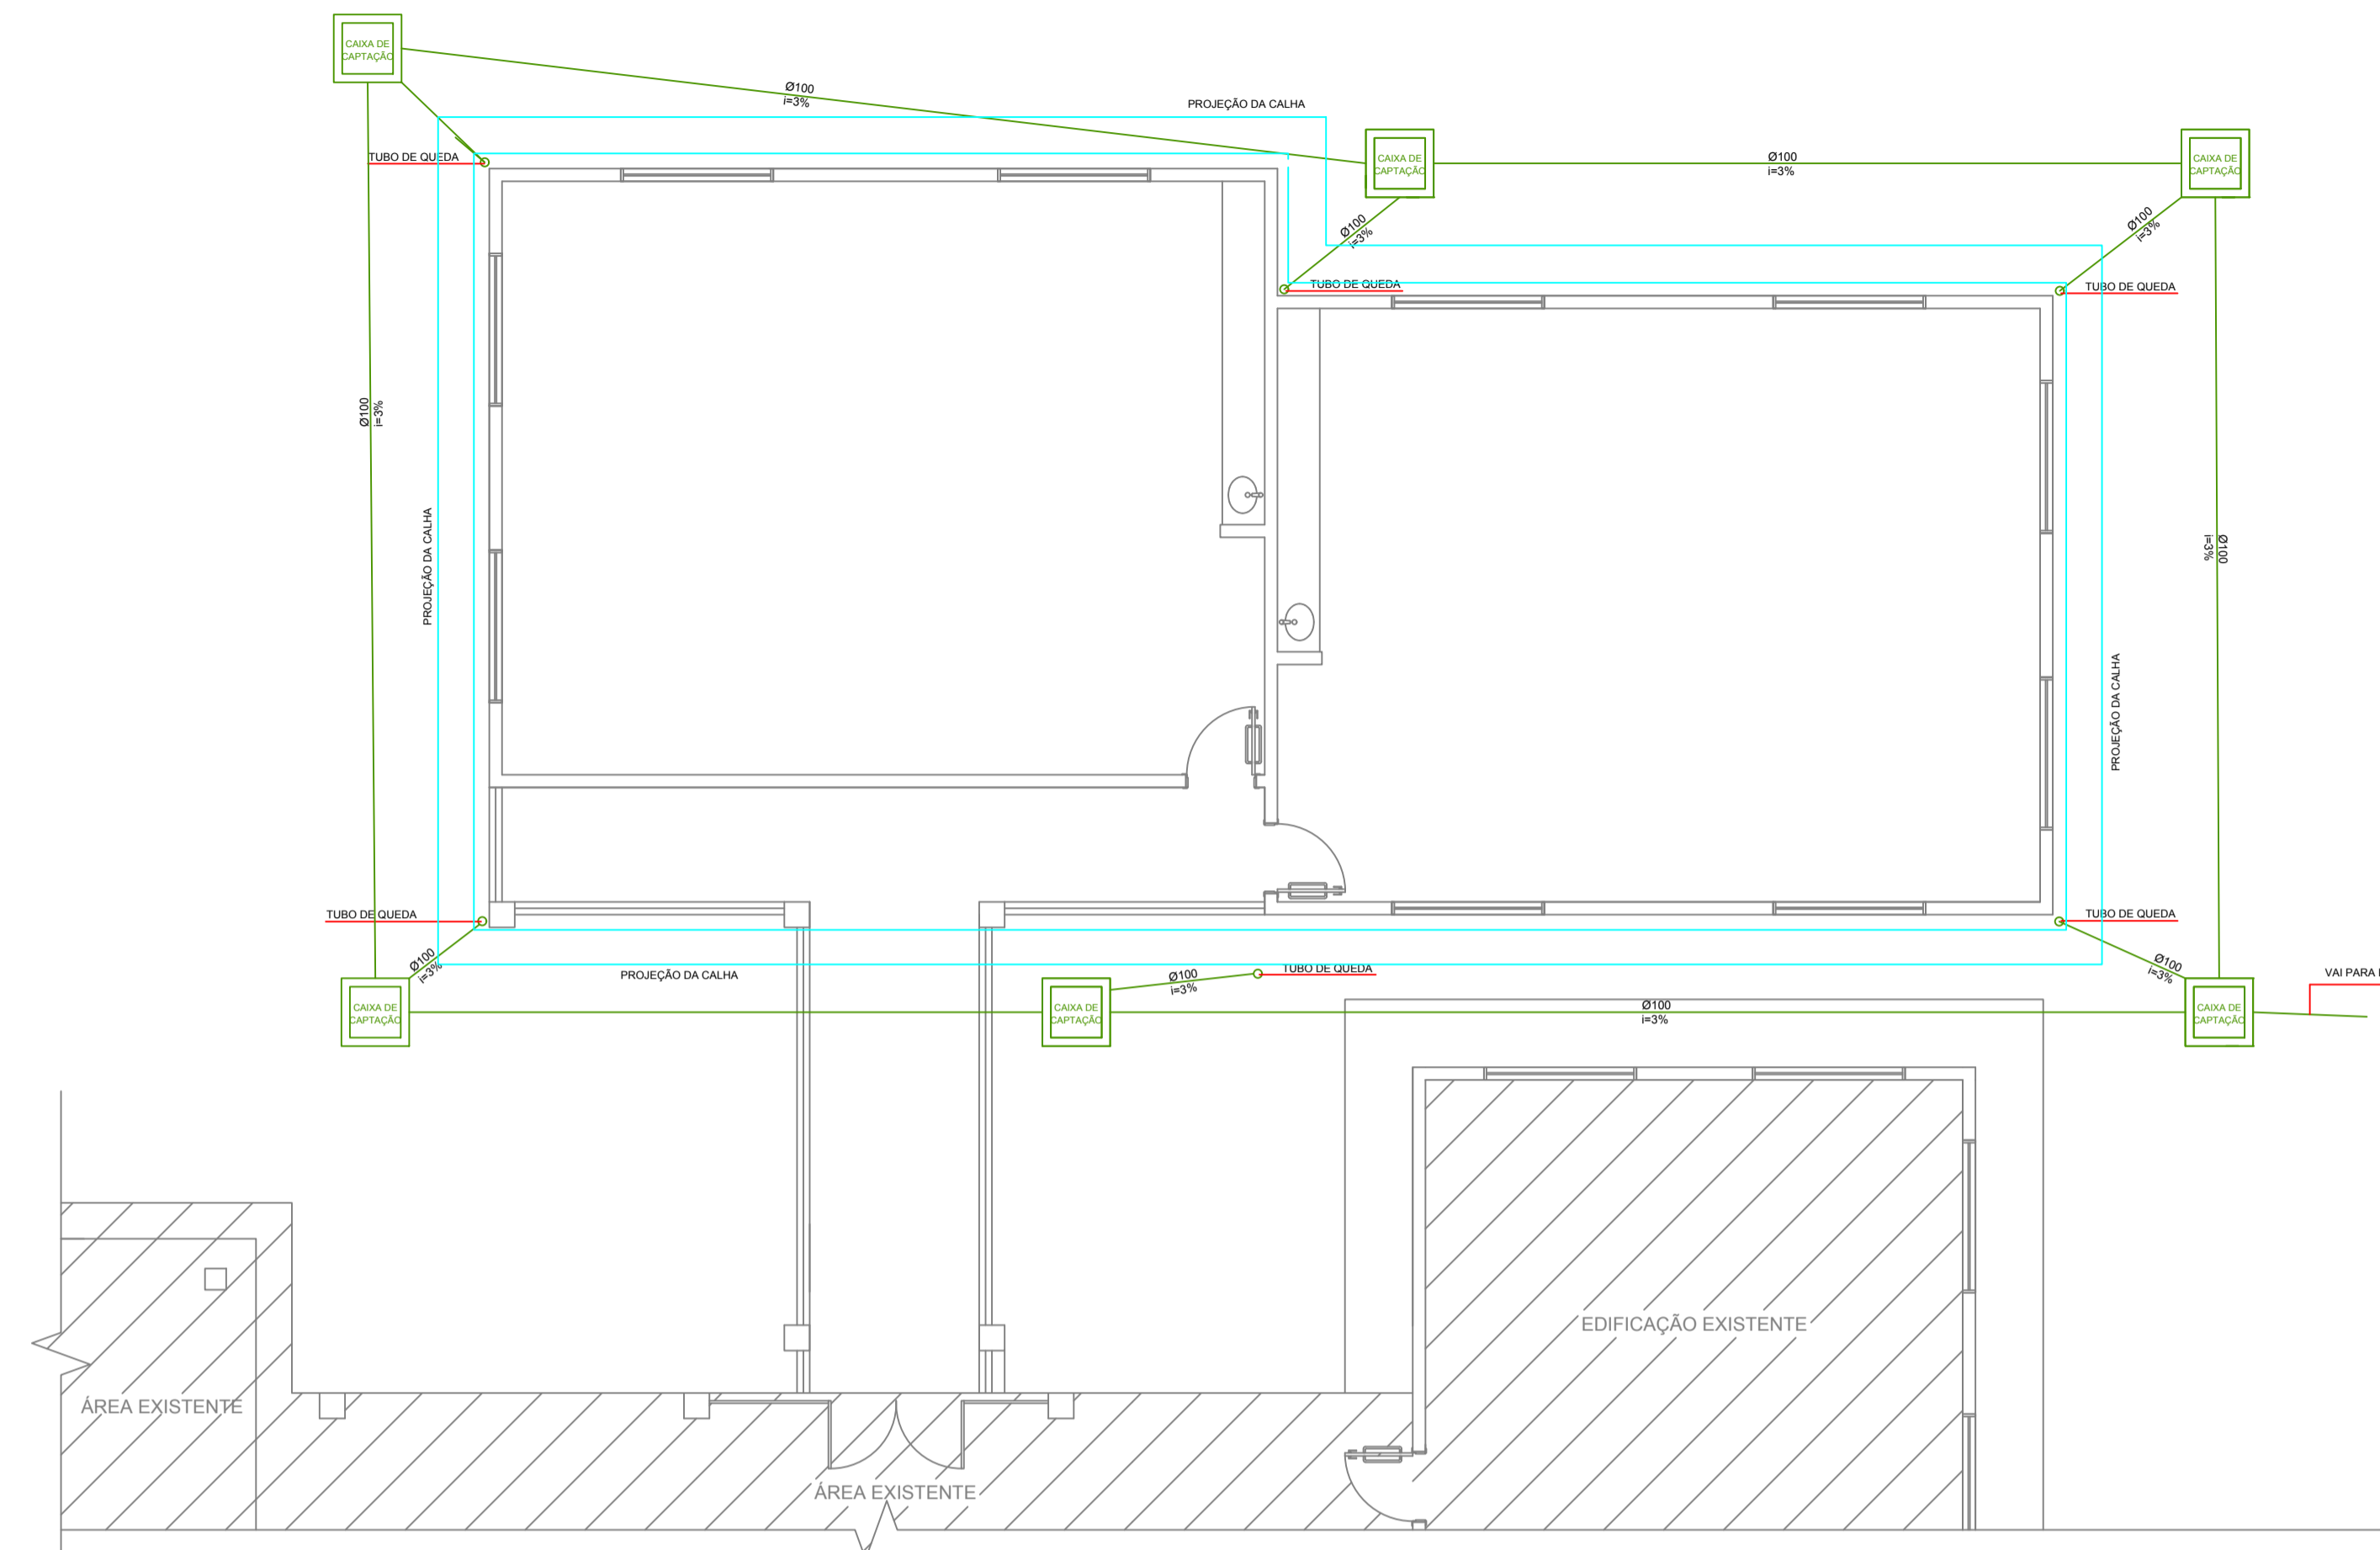 CAIXA DE
CAPTAÇÃO
Ø100
i=3%
PROJEÇÃO DA CALHA
TUBO DE QUEDA
CAIXA DE
CAPTAÇÃO
Ø100
i=3%
CAIXA DE
CAPTAÇÃO
Ø100
i=3%
Ø100
i=3%
TUBO DE QUEDA
TUBO DE QUEDA
Ø100
i=3%
PROJEÇÃO DA CALHA
Ø100
i=3%
PROJEÇÃO DA CALHA
TUBO DE QUEDA
TUBO DE QUEDA
Ø100
i=3%
PROJEÇÃO DA CALHA
Ø100
i=3%
TUBO DE QUEDA
Ø100
i=3%
VAI PARA
CAIXA DE
CAPTAÇÃO
CAIXA DE
CAPTAÇÃO
Ø100
i=3%
CAIXA DE
CAPTAÇÃO
EDIFICAÇÃO EXISTENTE
ÁREA EXISTENTE
ÁREA EXISTENTE